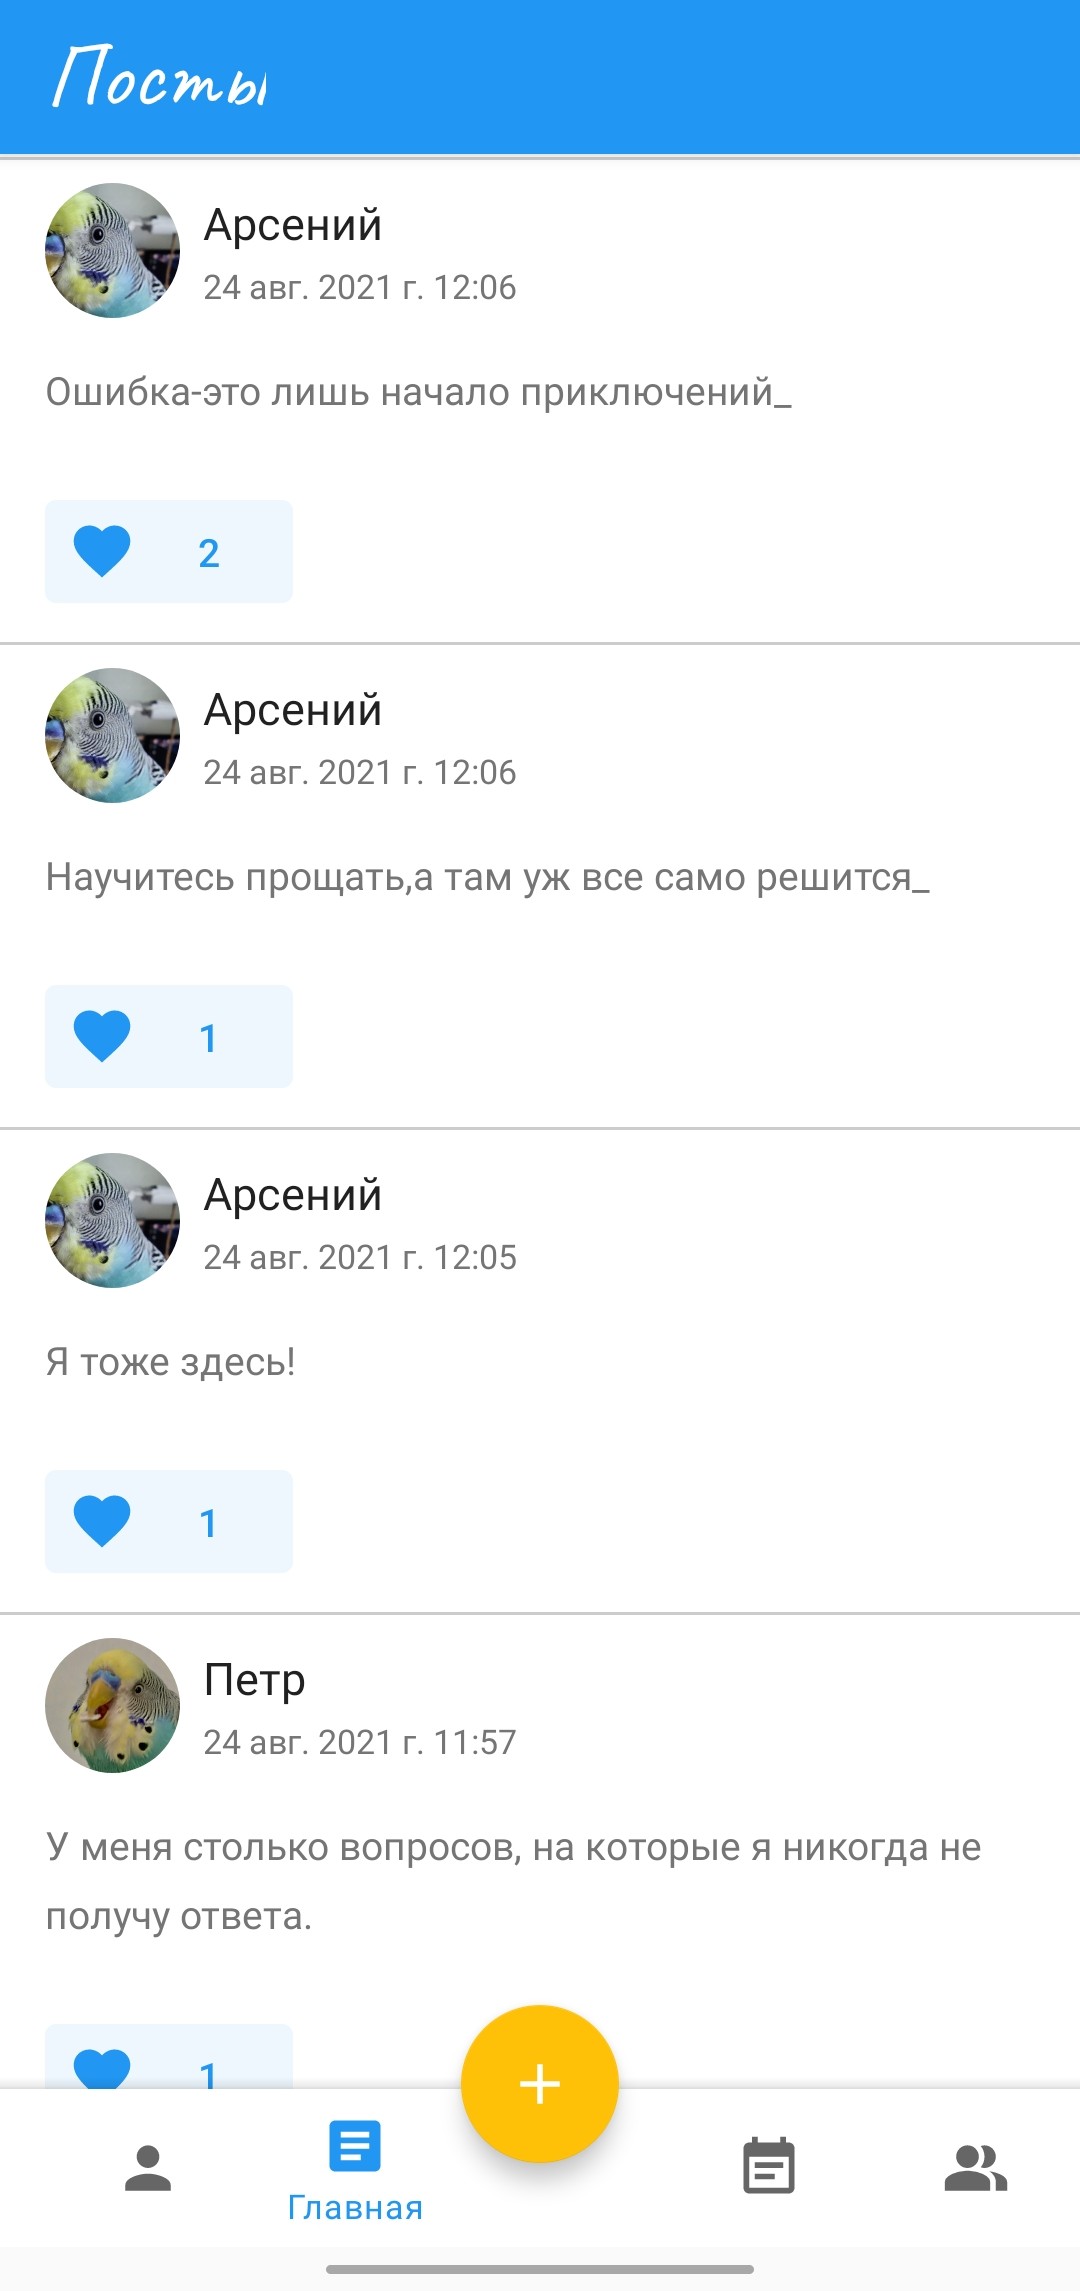 Посты
Арсений
24 авг. 2021 г. 12:06
Ошибка-это лишь начало приключений_
2
Арсений
24 авг. 2021 г. 12:06
Научитесь прощать,а там уж все само решится_
1
Арсений
24 авг. 2021 г. 12:05
Я тоже здесь!
1
Петр
24 авг. 2021 г. 11:57
У меня столько вопросов, на которые я никогда не
получу ответа.
1
Главная